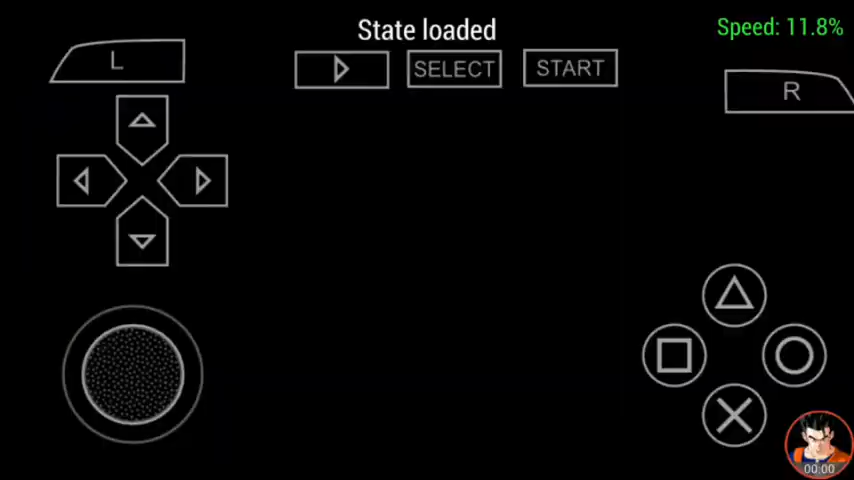 State loaded
Speed: 11.8%
L
SELECT
START
R
00:00